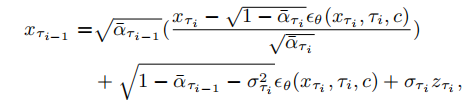 $x_{\tau_{i-1}} = \sqrt{\bar{\alpha}_{\tau_{i-1}}} ( \frac{x_{\tau_i} - \sqrt{1 - \bar{\alpha}_{\tau_i}} \epsilon_\theta (x_{\tau_i}, \tau_i, c)}{\sqrt{\bar{\alpha}_{\tau_i}}} )$
$+ \sqrt{1 - \bar{\alpha}_{\tau_{i-1}} - \sigma_{\tau_i}^2} \epsilon_\theta (x_{\tau_i}, \tau_i, c) + \sigma_{\tau_i} z_{\tau_i},$